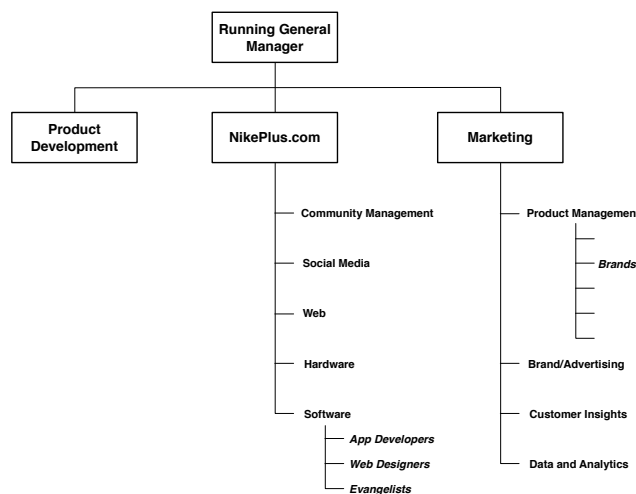 Running General
Manager
Product
Development
NikePlus.com
Marketing
Community Management
Social Media
Web
Hardware
Software
App Developers
Web Designers
Evangelists
Product Managemen
Brands
Brand/Advertising
Customer Insights
Data and Analytics